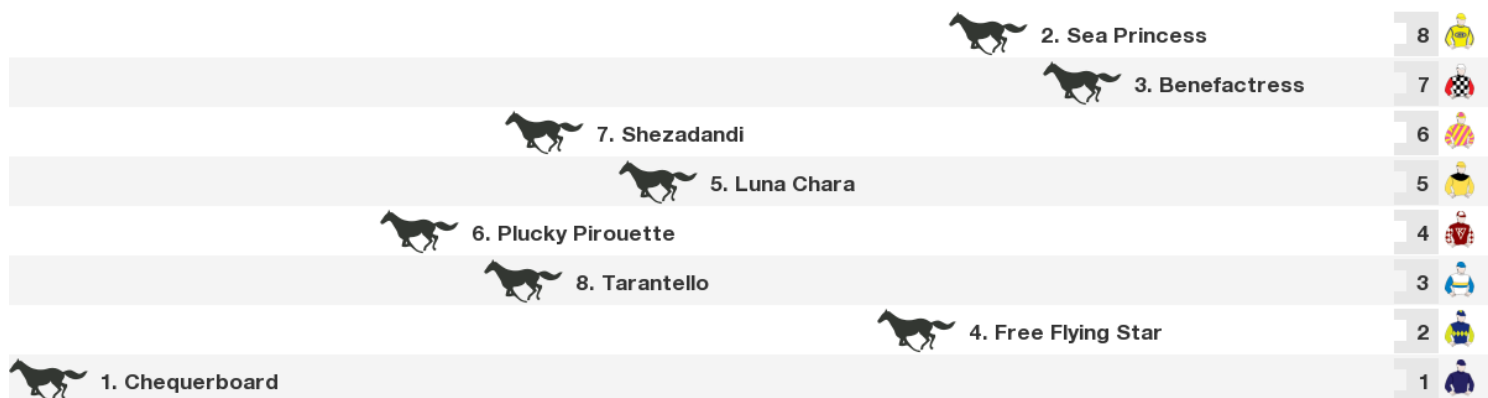 2. Sea Princess 8
3. Benefactress 7
7. Shezadandi 6
5. Luna Chara 5
6. Plucky Pirouette 4
8. Tarantello 3
4. Free Flying Star 2
1. Chequerboard 1